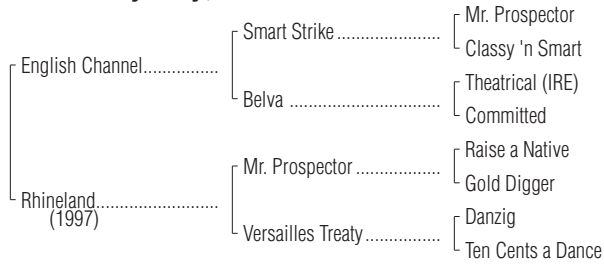 Mr. Prospector
Smart Strike
Classy 'n Smart
English Channel
Theatrical (IRE)
Belva
Committed
Raise a Native
Mr. Prospector
Gold Digger
Rhineland
(1997)
Danzig
Versailles Treaty
Ten Cents a Dance